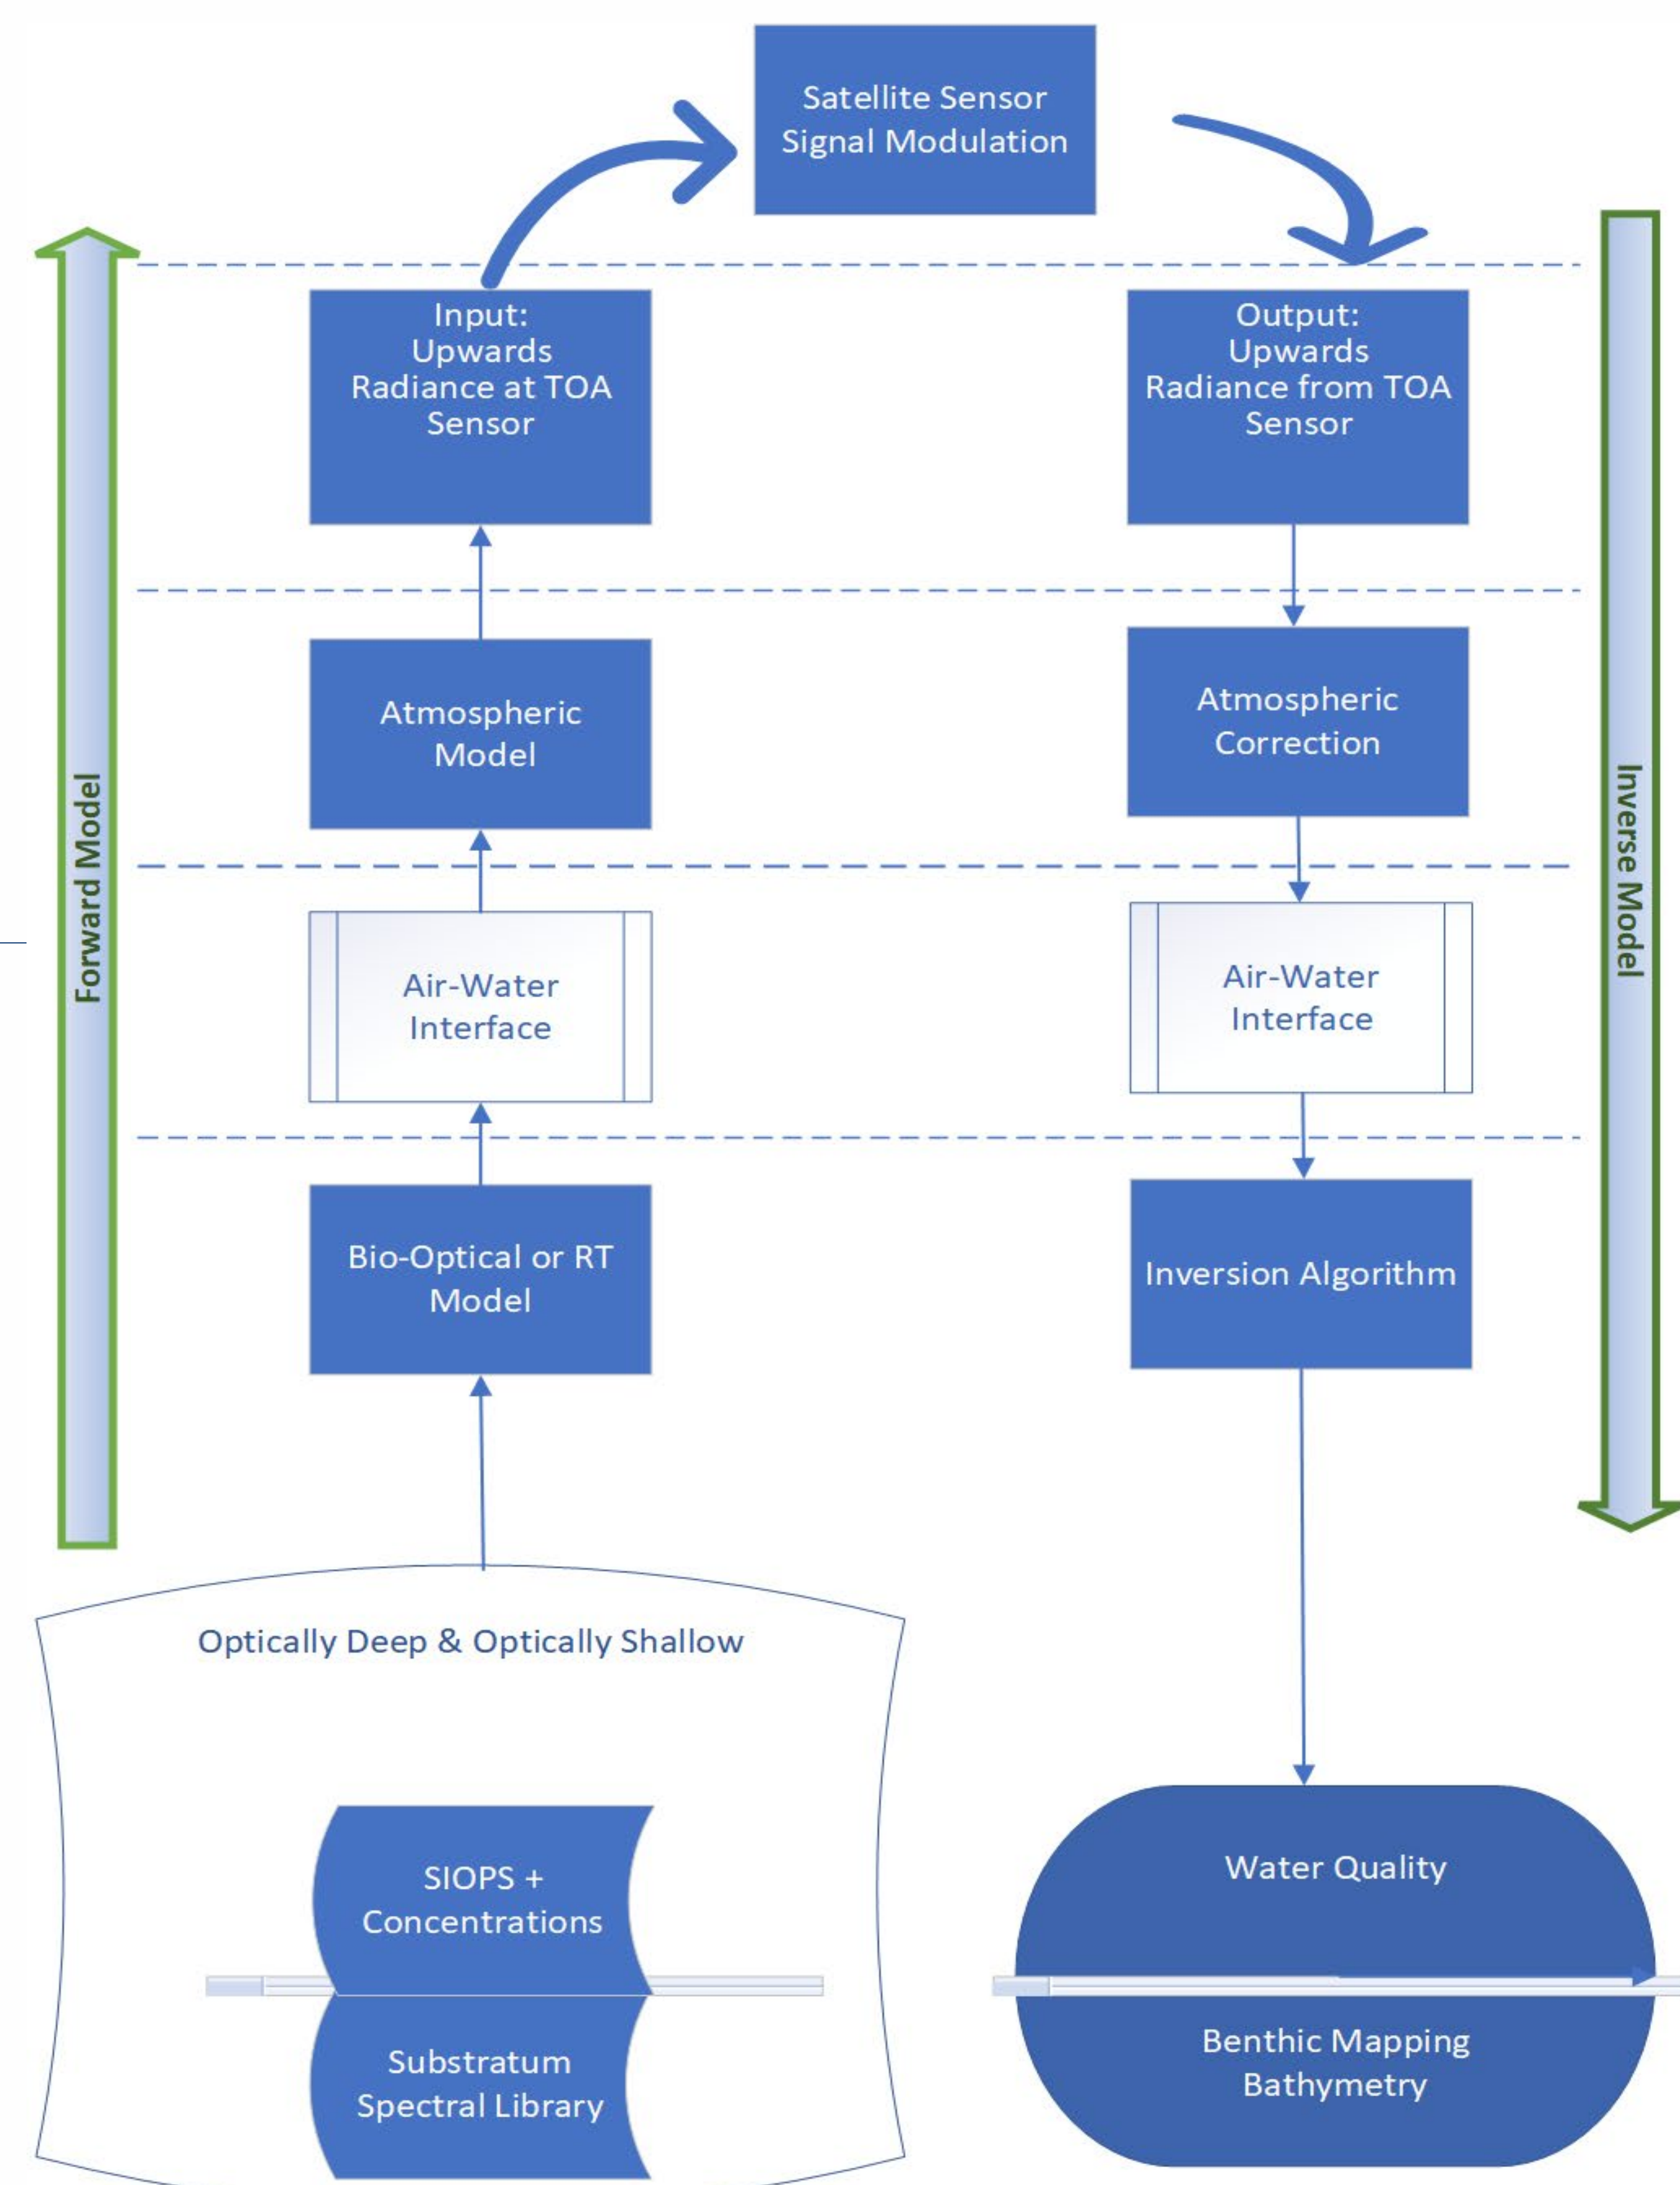 Satellite Sensor
Signal Modulation
Input:
Upwards
Radiance at TOA
Sensor
Output:
Upwards
Radiance from TOA
Sensor
Atmospheric
Model
Atmospheric
Correction
Forward Model
Inverse Model
Air-Water
Interface
Air-Water
Interface
Bio-Optical or RT
Model
Inversion Algorithm
Optically Deep & Optically Shallow
SIOPS +
Concentrations
Substratum
Spectral Library
Water Quality
Benthic Mapping
Bathymetry